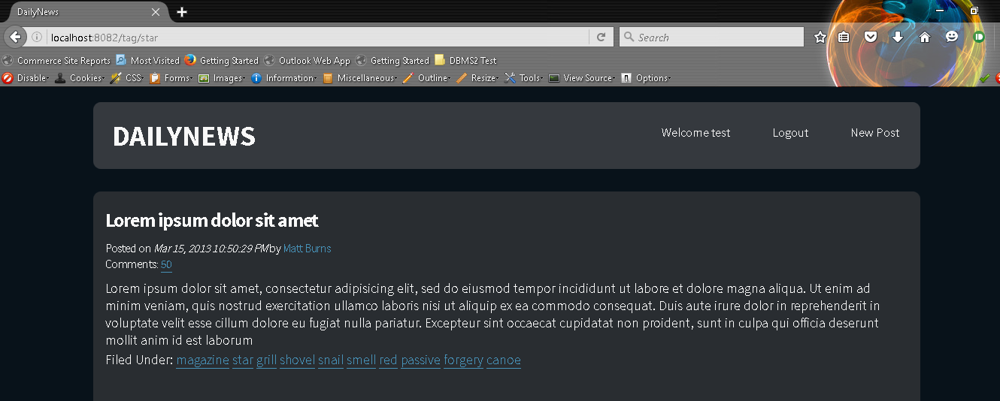 DailyNews
localhost:8082/tag/star
Search
Commerce Site Reports Most Visited Getting Started Outlook Web App Getting Started DBMS2 Test
Disable Cookies CSS Forms Images Information Miscellaneous Outline Resize Tools View Source Options
DAILYNEWS
Welcome test Logout New Post
Lorem ipsum dolor sit amet
Posted on Mar 15, 2013 10:50:29 PM by Matt Burns
Comments: 50
Lorem ipsum dolor sit amet, consectetur adipisicing elit, sed do eiusmod tempor incididunt ut labore et dolore magna aliqua. Ut enim ad
minim veniam, quis nostrud exercitation ullamco laboris nisi ut aliquip ex ea commodo consequat. Duis aute irure dolor in reprehenderit in
voluptate velit esse cillum dolore eu fugiat nulla pariatur. Excepteur sint occaecat cupidatat non proident, sunt in culpa qui officia deserunt
mollit anim id est laborum
Filed Under: magazine star grill shovel snail smell red passive forgery canoe